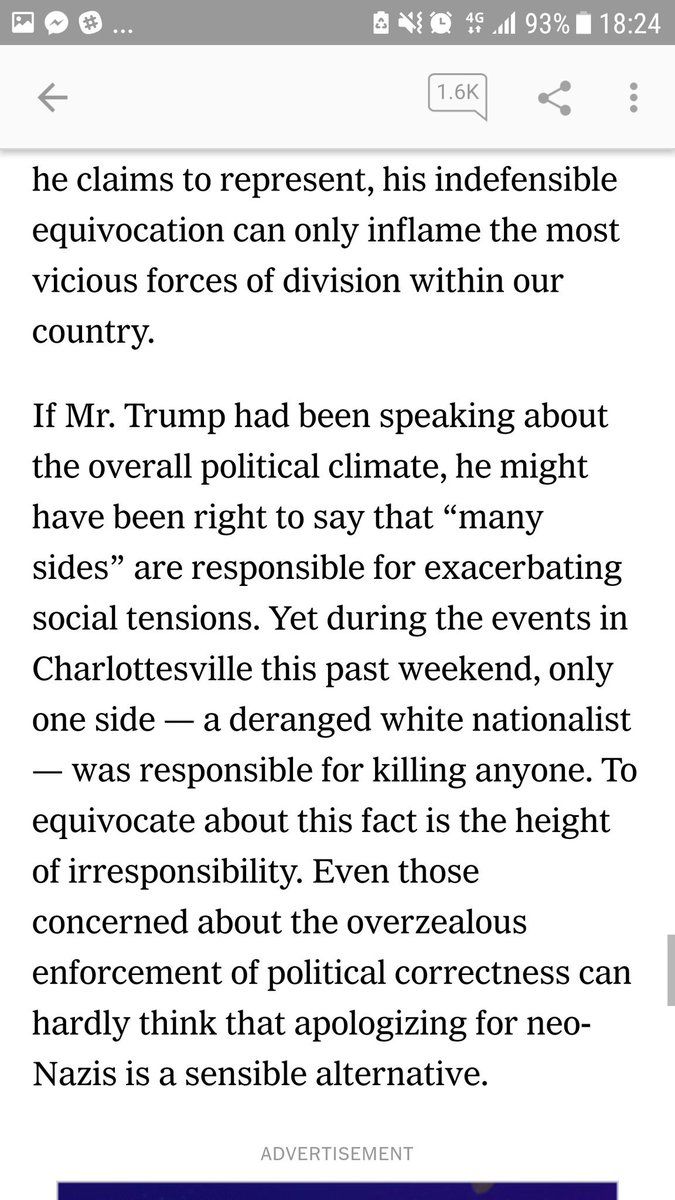 ... 4G 93% 18:24
1.6K
he claims to represent, his indefensible
equivocation can only inflame the most
vicious forces of division within our
country.
If Mr. Trump had been speaking about
the overall political climate, he might
have been right to say that “many
sides” are responsible for exacerbating
social tensions. Yet during the events in
Charlottesville this past weekend, only
one side — a deranged white nationalist
— was responsible for killing anyone. To
equivocate about this fact is the height
of irresponsibility. Even those
concerned about the overzealous
enforcement of political correctness can
hardly think that apologizing for neo-
Nazis is a sensible alternative.
ADVERTISEMENT